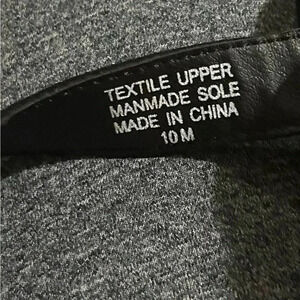 TEXTILE UPPER
MANMADE SOLE
MADE IN CHINA
10 M